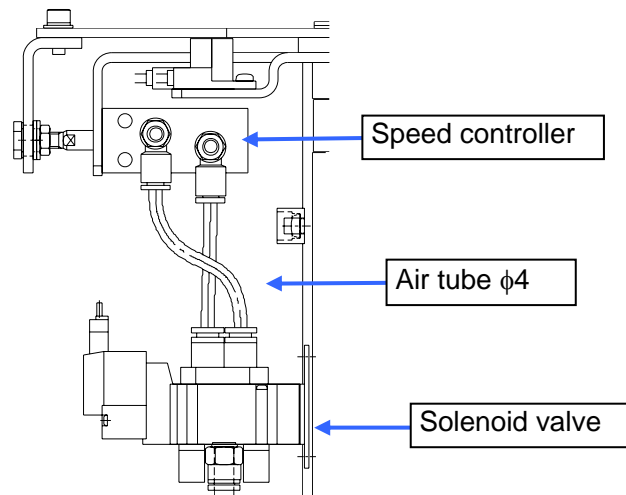 Speed controller
Air tube ϕ4
Solenoid valve